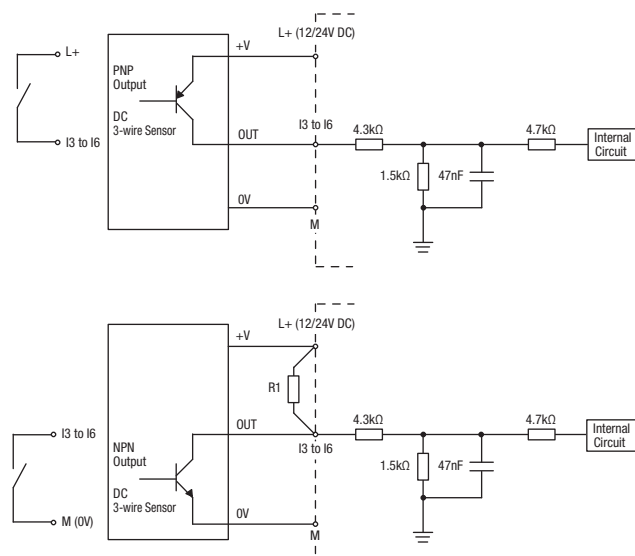 L+ (12/24V DC)
+V
L+
PNP
Output
DC
3-wire Sensor
I3 to I6
OUT
I3 to I6
4.3kΩ
4.7kΩ
Internal
Circuit
1.5kΩ
47nF
0V
M
L+ (12/24V DC)
+V
R1
OUT
I3 to I6
4.3kΩ
4.7kΩ
Internal
Circuit
I3 to I6
NPN
Output
DC
3-wire Sensor
1.5kΩ
47nF
0V
M (0V)
M